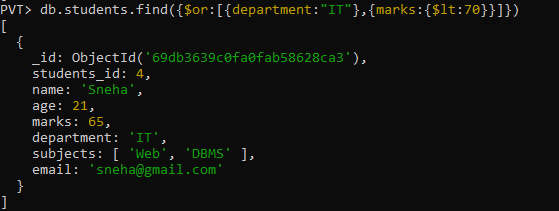 PVT> db.students.find({$or:[{department:"IT"},{marks:{$lt:70}}]})
[
  {
    _id: ObjectId('69db3639c0fa0fab58628ca3'),
    students_id: 4,
    name: 'Sneha',
    age: 21,
    marks: 65,
    department: 'IT',
    subjects: [ 'Web', 'DBMS' ],
    email: 'sneha@gmail.com'
  }
]